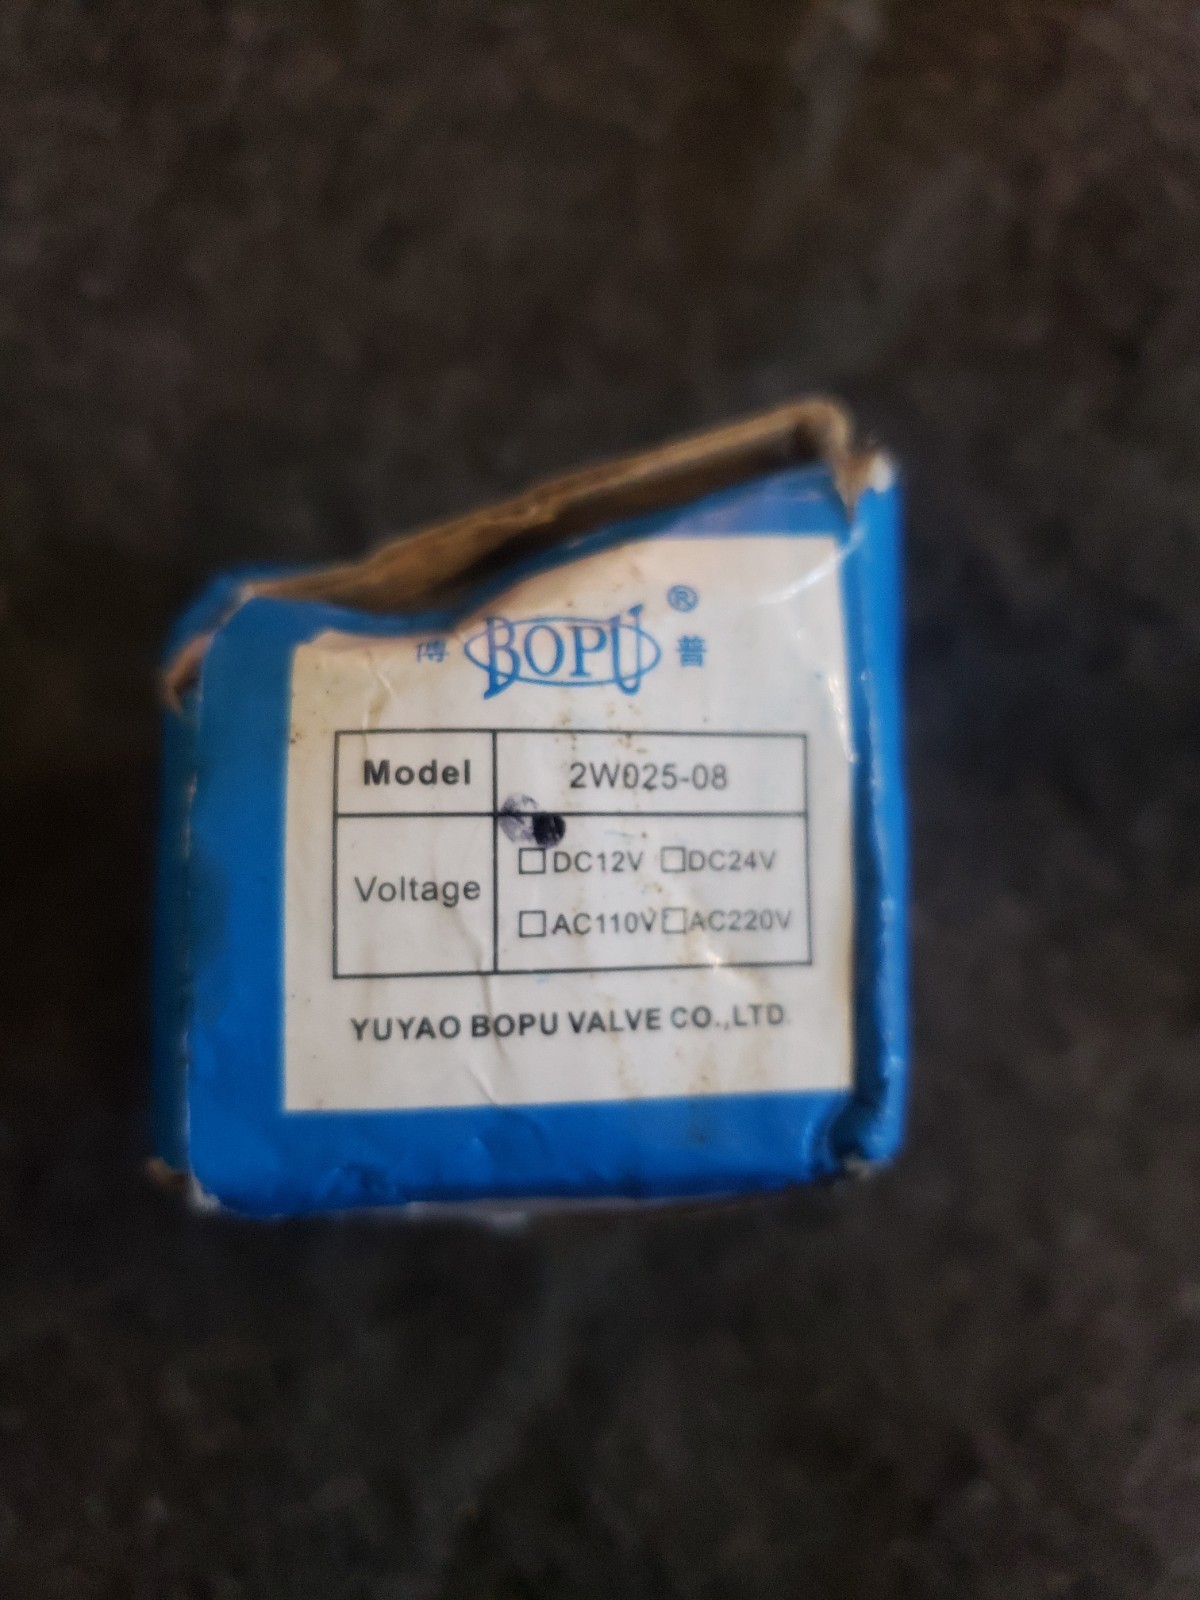 ®
博 BOPU 普
Model 2W025-08
Voltage
□DC12V □DC24V
□AC110V □AC220V
YUYAO BOPU VALVE CO.,LTD.